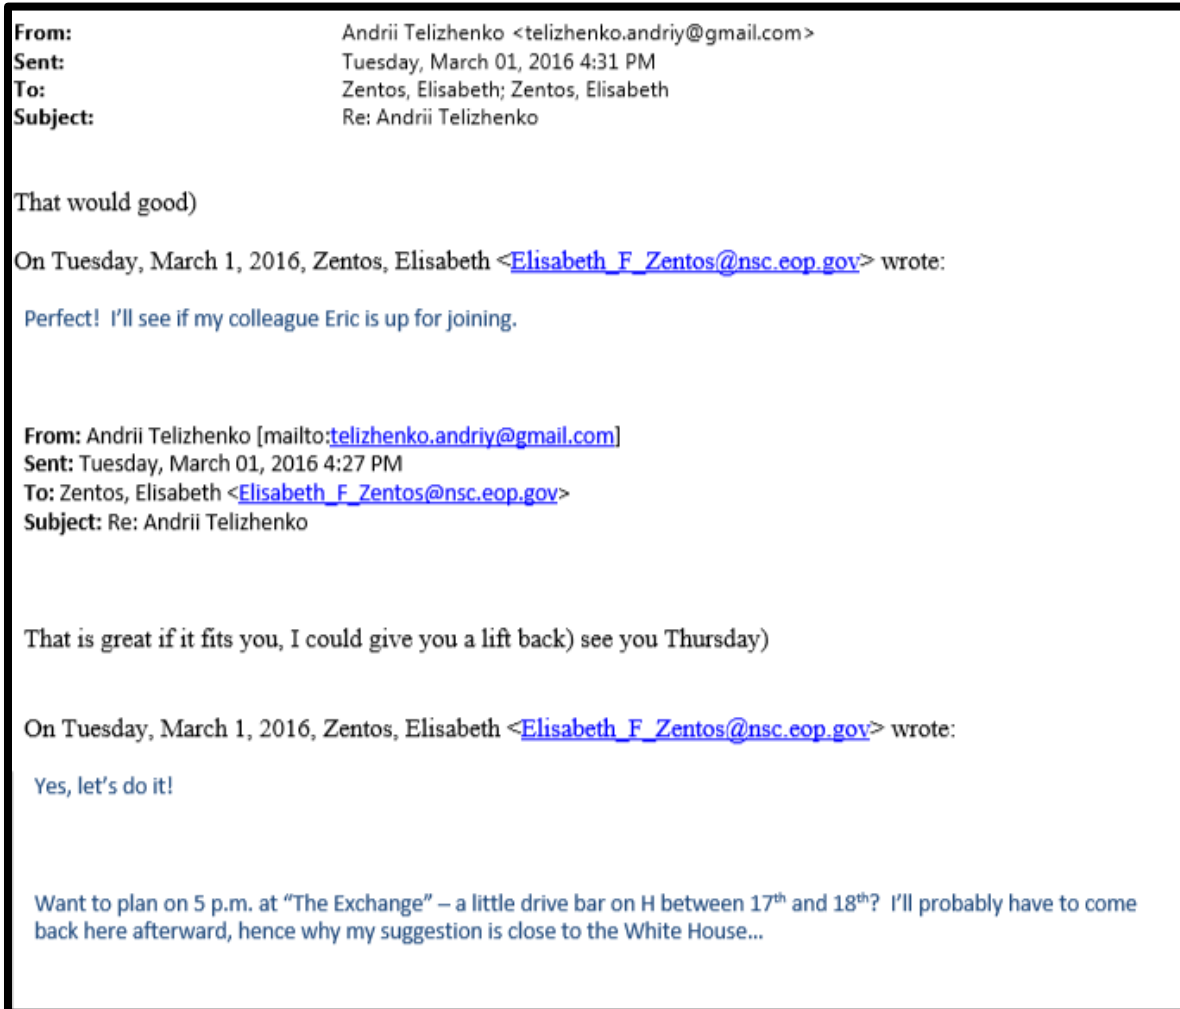 From: Andrii Telizhenko <telizhenko.andriy@gmail.com>
Sent: Tuesday, March 01, 2016 4:31 PM
To: Zentos, Elisabeth; Zentos, Elisabeth
Subject: Re: Andrii Telizhenko
That would good)
On Tuesday, March 1, 2016, Zentos, Elisabeth <Elisabeth_F_Zentos@nsc.eop.gov> wrote:
Perfect! I'll see if my colleague Eric is up for joining.
From: Andrii Telizhenko [mailto:telizhenko.andriy@gmail.com]
Sent: Tuesday, March 01, 2016 4:27 PM
To: Zentos, Elisabeth <Elisabeth_F_Zentos@nsc.eop.gov>
Subject: Re: Andrii Telizhenko
That is great if it fits you, I could give you a lift back) see you Thursday)
On Tuesday, March 1, 2016, Zentos, Elisabeth <Elisabeth_F_Zentos@nsc.eop.gov> wrote:
Yes, let's do it!
Want to plan on 5 p.m. at “The Exchange” – a little drive bar on H between 17th and 18th? I'll probably have to come
back here afterward, hence why my suggestion is close to the White House...